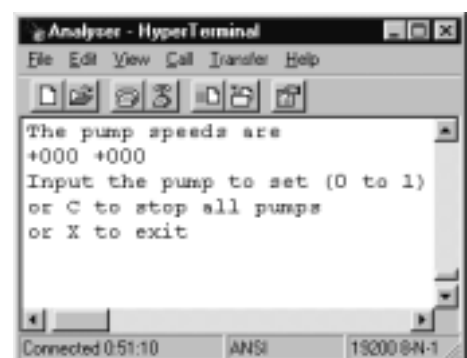 Analyser - HyperTerminal
File Edit View Call Transfer Help
The pump speeds are
+000 +000
Input the pump to set (0 to 1)
or C to stop all pumps
or X to exit
Connected 0:51:10 ANSI 19200 8-N-1